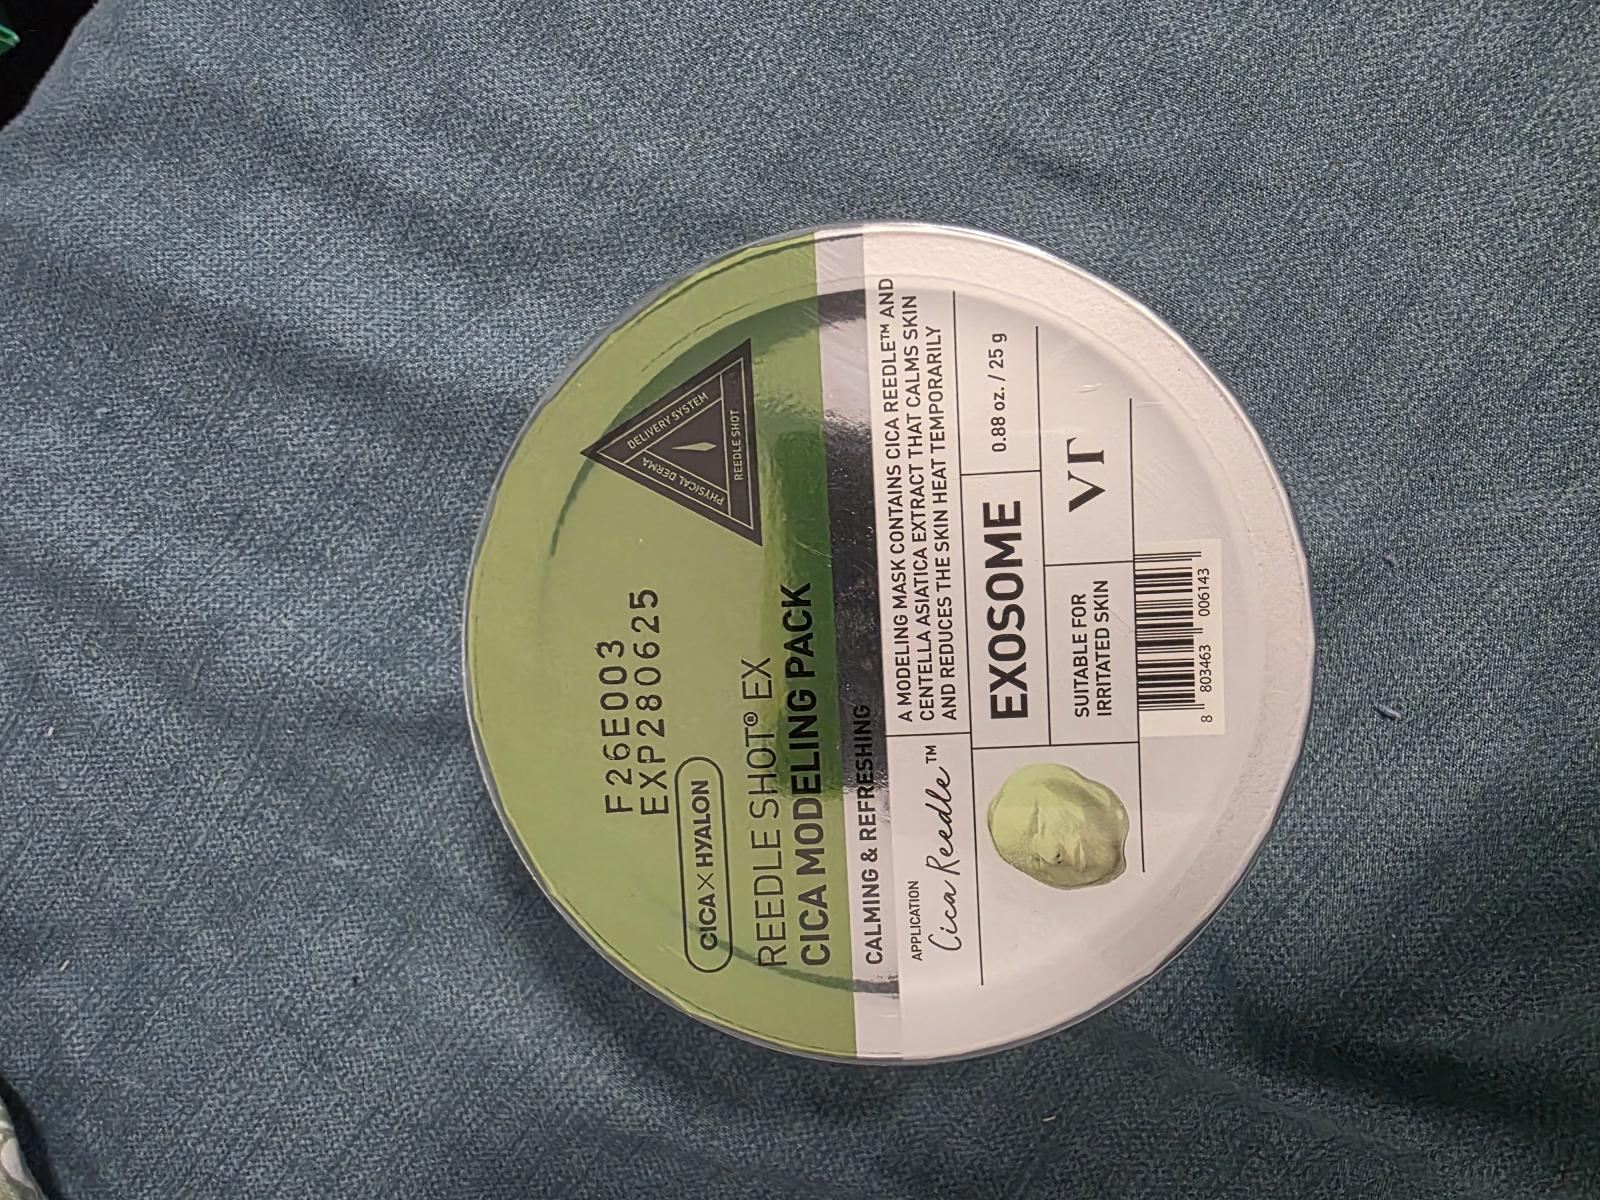 F26E003
EXP280625
CICA × HYALON
REEDLE SHOT® EX
CICA MODELING PACK
PHYSICAL DERMA
DELIVERY SYSTEM
REEDLE SHOT
CALMING & REFRESHING
APPLICATION
Cica Reedle™
A MODELING MASK CONTAINS CICA REEDLE™ AND
CENTELLA ASIATICA EXTRACT THAT CALMS SKIN
AND REDUCES THE SKIN HEAT TEMPORARILY
EXOSOME
0.88 oz. / 25 g
SUITABLE FOR
IRRITATED SKIN
VT
8 803463 006143